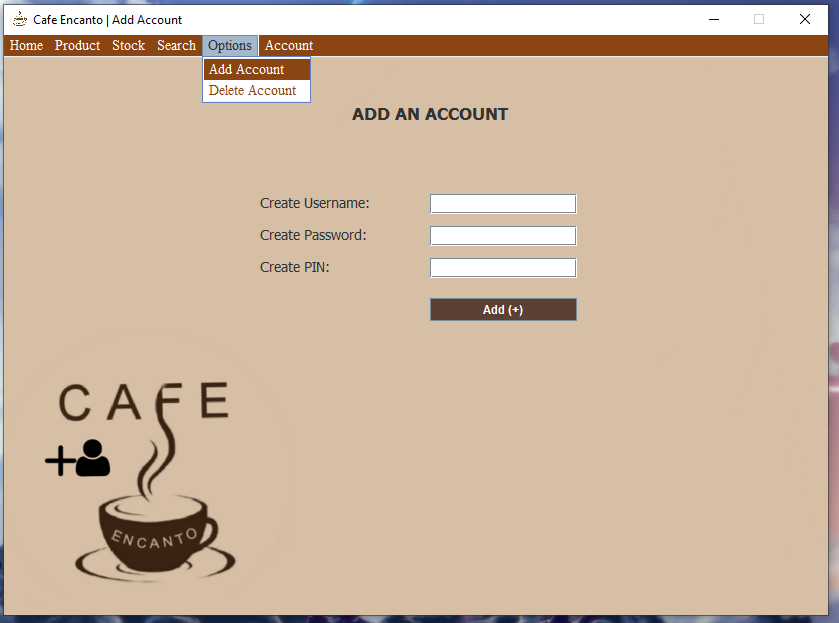 Cafe Encanto | Add Account
Home Product Stock Search Options Account
Add Account
Delete Account
ADD AN ACCOUNT
Create Username:
Create Password:
Create PIN:
Add (+)
CAFE
ENCANTO